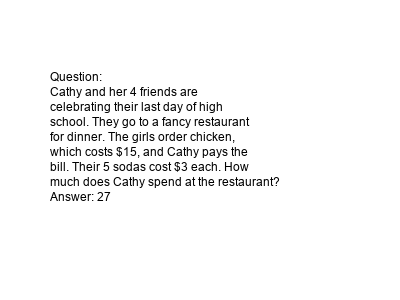 Question:
Cathy and her 4 friends are
celebrating their last day of high
school. They go to a fancy restaurant
for dinner. The girls order chicken,
which costs $15, and Cathy pays the
bill. Their 5 sodas cost $3 each. How
much does Cathy spend at the restaurant?
Answer: 27